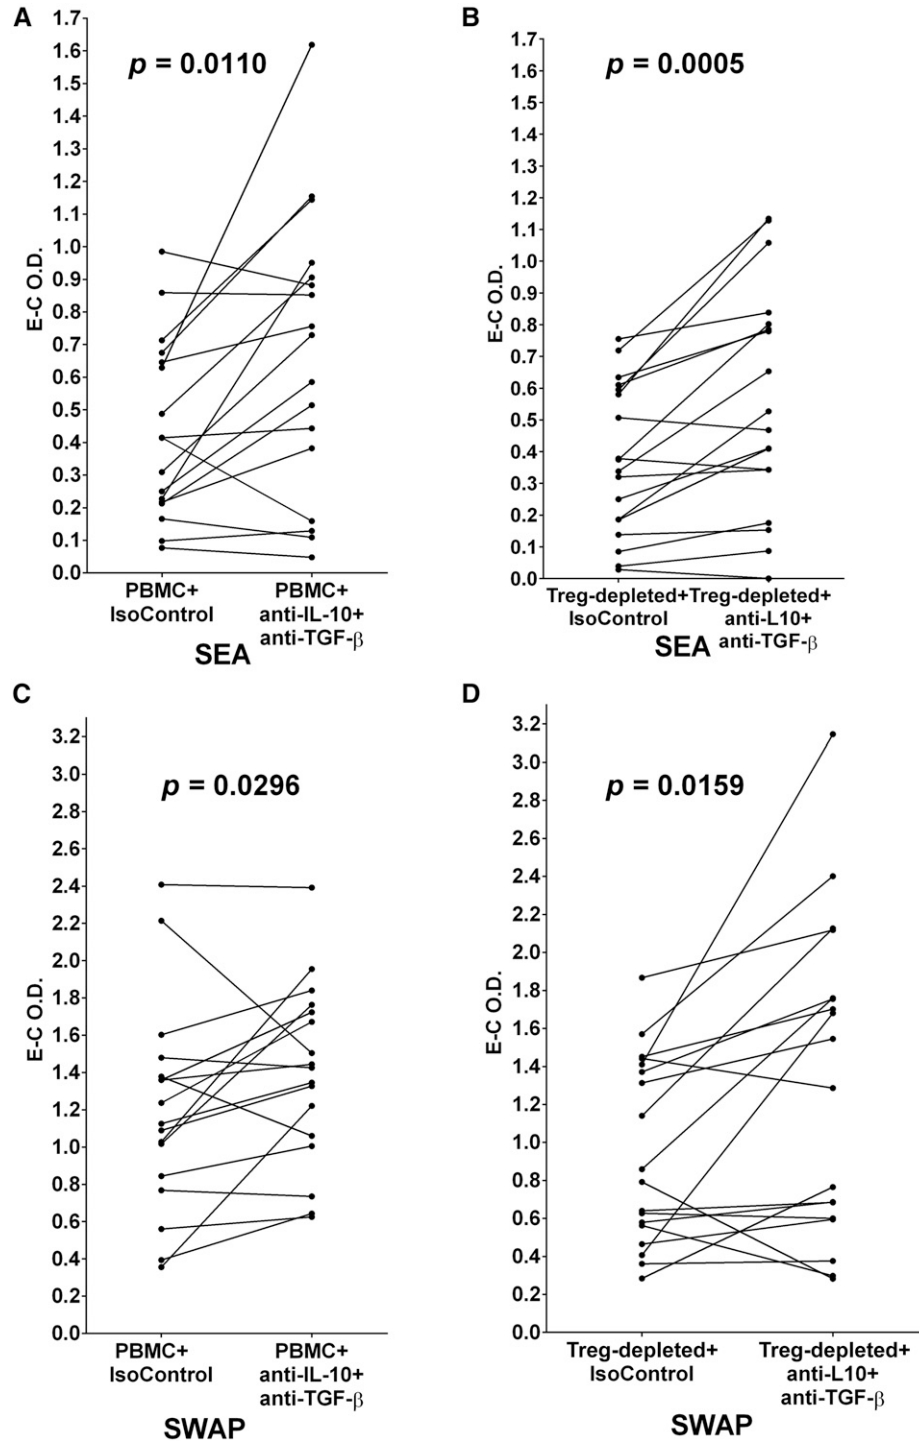 A
1.7
1.6
1.5
1.4
1.3
1.2
1.1
1.0
0.9
0.8
0.7
0.6
0.5
0.4
0.3
0.2
0.1
0.0
E-C O.D.
p = 0.0110
PBMC+
IsoControl
PBMC+
anti-IL-10+
anti-TGF-β
SEA
B
1.7
1.6
1.5
1.4
1.3
1.2
1.1
1.0
0.9
0.8
0.7
0.6
0.5
0.4
0.3
0.2
0.1
0.0
E-C O.D.
p = 0.0005
Treg-depleted+
IsoControl
Treg-depleted+
anti-L10+
anti-TGF-β
SEA
C
3.2
3.0
2.8
2.6
2.4
2.2
2.0
1.8
1.6
1.4
1.2
1.0
0.8
0.6
0.4
0.2
0.0
E-C O.D.
p = 0.0296
PBMC+
IsoControl
PBMC+
anti-IL-10+
anti-TGF-β
SWAP
D
3.2
3.0
2.8
2.6
2.4
2.2
2.0
1.8
1.6
1.4
1.2
1.0
0.8
0.6
0.4
0.2
0.0
E-C O.D.
p = 0.0159
Treg-depleted+
IsoControl
Treg-depleted+
anti-L10+
anti-TGF-β
SWAP